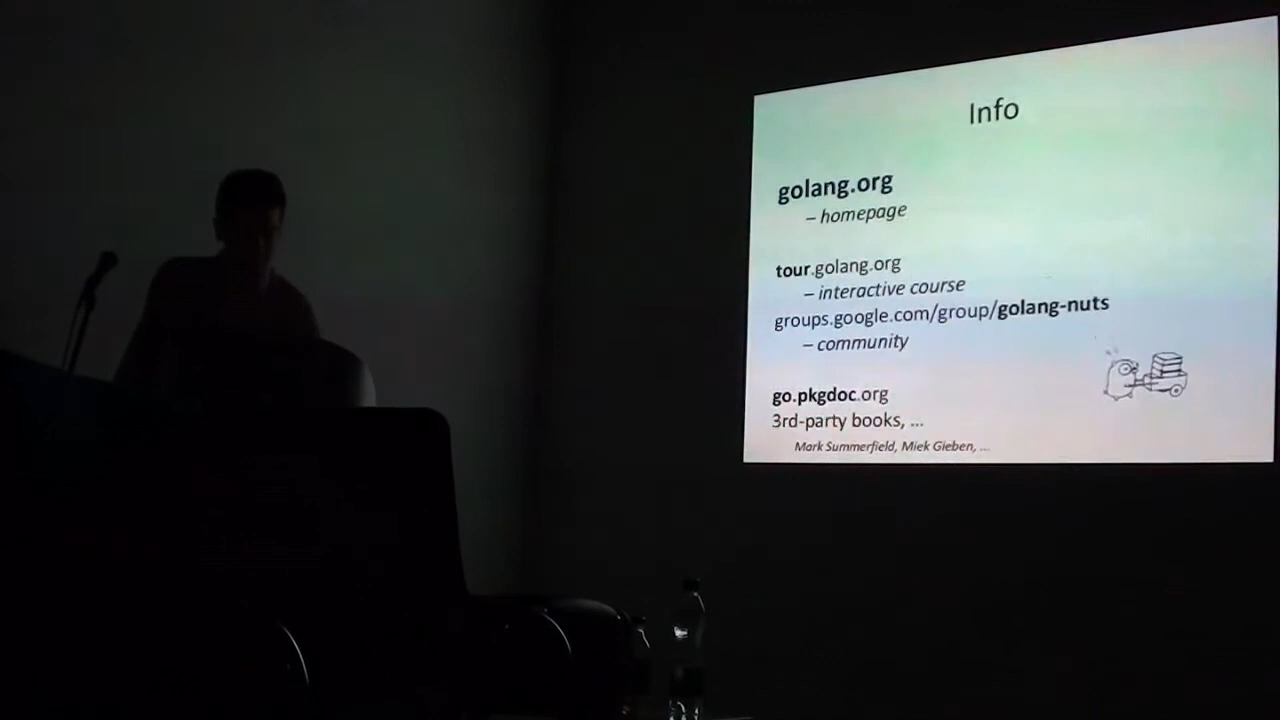 Info
golang.org
– homepage
tour.golang.org
– interactive course
groups.google.com/group/golang-nuts
– community
go.pkgdoc.org
3rd-party books, ...
Mark Summerfield, Miek Gieben, ...